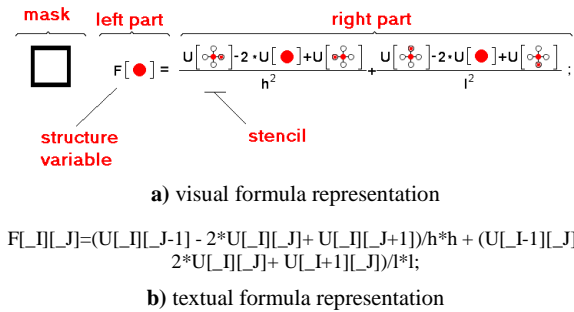 mask left part right part
F[ ]= U[ ]-2•U[ ]+U[ ] + U[ ]-2•U[ ]+U[ ] ;
h² l²
stencil
structure
variable
a) visual formula representation
F[_I][_J]=(U[_I][_J-1] - 2*U[_I][_J]+ U[_I][_J+1])/h*h + (U[_I-1][_J]
2*U[_I][_J]+ U[_I+1][_J])/l*l;
b) textual formula representation